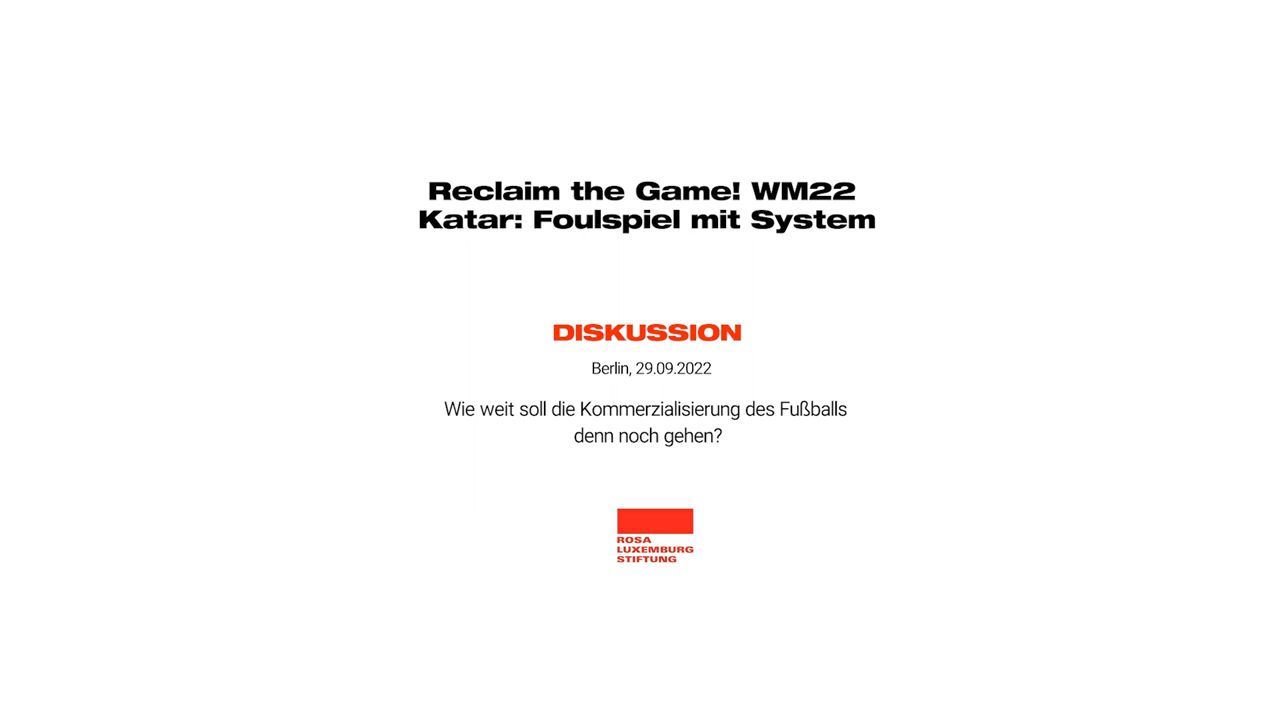 Reclaim the Game! WM22
Katar: Foulspiel mit System
DISKUSSION
Berlin, 29.09.2022
Wie weit soll die Kommerzialisierung des Fußballs
denn noch gehen?
ROSA
LUXEMBURG
STIFTUNG